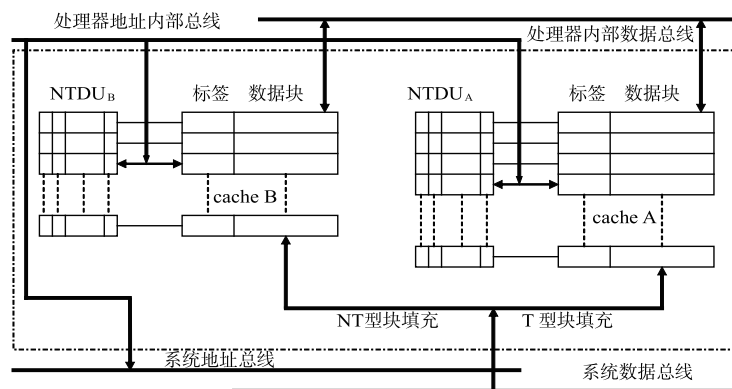 处理器地址内部总线
处理器内部数据总线
NTDUB 标签 数据块
NTDUA 标签 数据块
cache B
cache A
NT型块填充
T 型块填充
系统地址总线
系统数据总线